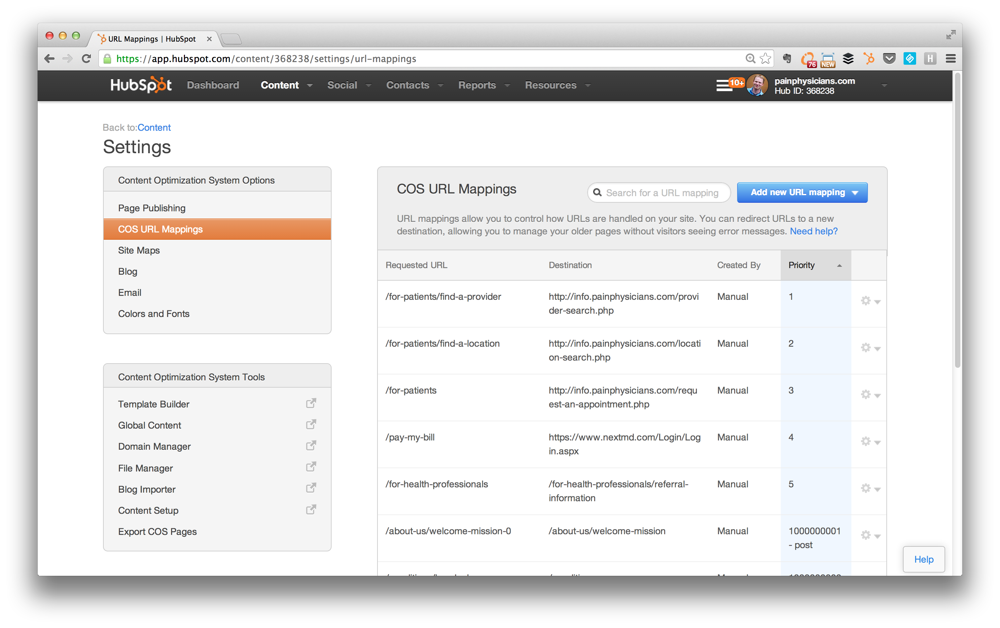 URL Mappings | HubSpot
https://app.hubspot.com/content/368238/settings/url-mappings
76
NEW
H
HubSpot
Dashboard
Content
Social
Contacts
Reports
Resources
10+
painphysicians.com
Hub ID: 368238
Back to:Content
Settings
Content Optimization System Options
Page Publishing
COS URL Mappings
Site Maps
Blog
Email
Colors and Fonts
Content Optimization System Tools
Template Builder
Global Content
Domain Manager
File Manager
Blog Importer
Content Setup
Export COS Pages
COS URL Mappings
Search for a URL mapping
Add new URL mapping
URL mappings allow you to control how URLs are handled on your site. You can redirect URLs to a new
destination, allowing you to manage your older pages without visitors seeing error messages. Need help?
Requested URL Destination Created By Priority
/for-patients/find-a-provider http://info.painphysicians.com/provi Manual 1
der-search.php
/for-patients/find-a-location http://info.painphysicians.com/locati Manual 2
on-search.php
/for-patients http://info.painphysicians.com/requ Manual 3
est-an-appointment.php
/pay-my-bill https://www.nextmd.com/Login/Log Manual 4
in.aspx
/for-health-professionals /for-health-professionals/referral- Manual 5
information
/about-us/welcome-mission-0 /about-us/welcome-mission Manual 1000000001
- post
Help